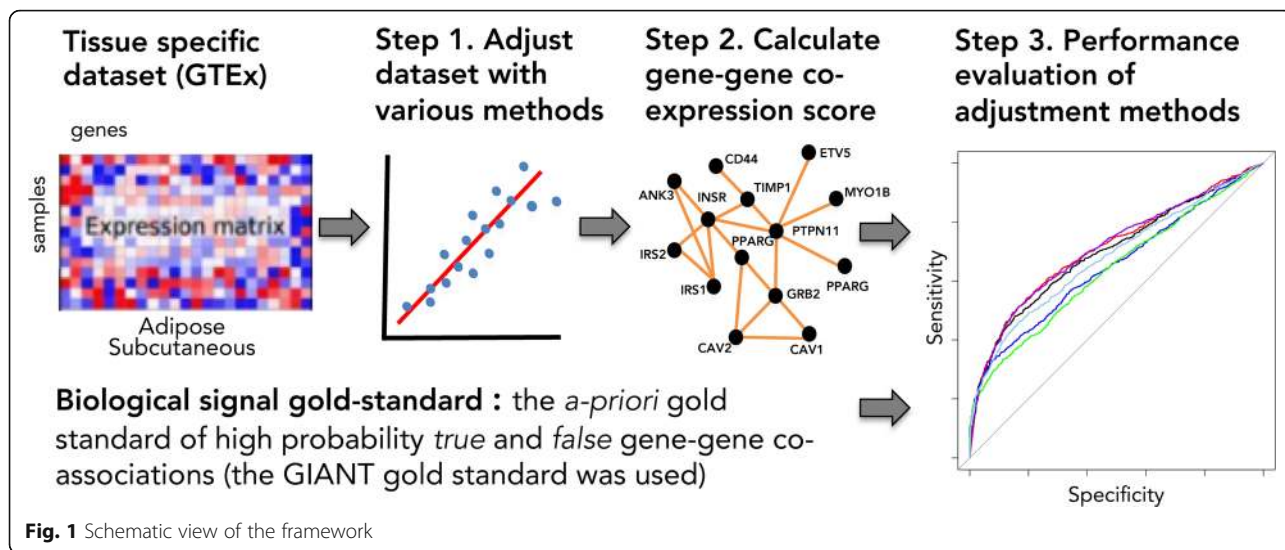 Tissue specific
dataset (GTEx)
genes
samples
Expression matrix
Adipose
Subcutaneous
Step 1. Adjust
dataset with
various methods
Step 2. Calculate
gene-gene co-
expression score
CD44
ETV5
ANK3
INSR
TIMP1
MYO1B
PTPN11
PPARG
IRS2
IRS1
PPARG
GRB2
CAV2
CAV1
Step 3. Performance
evaluation of
adjustment methods
Sensitivity
Specificity
Biological signal gold-standard : the a-priori gold
standard of high probability true and false gene-gene co-
associations (the GIANT gold standard was used)
Fig. 1 Schematic view of the framework